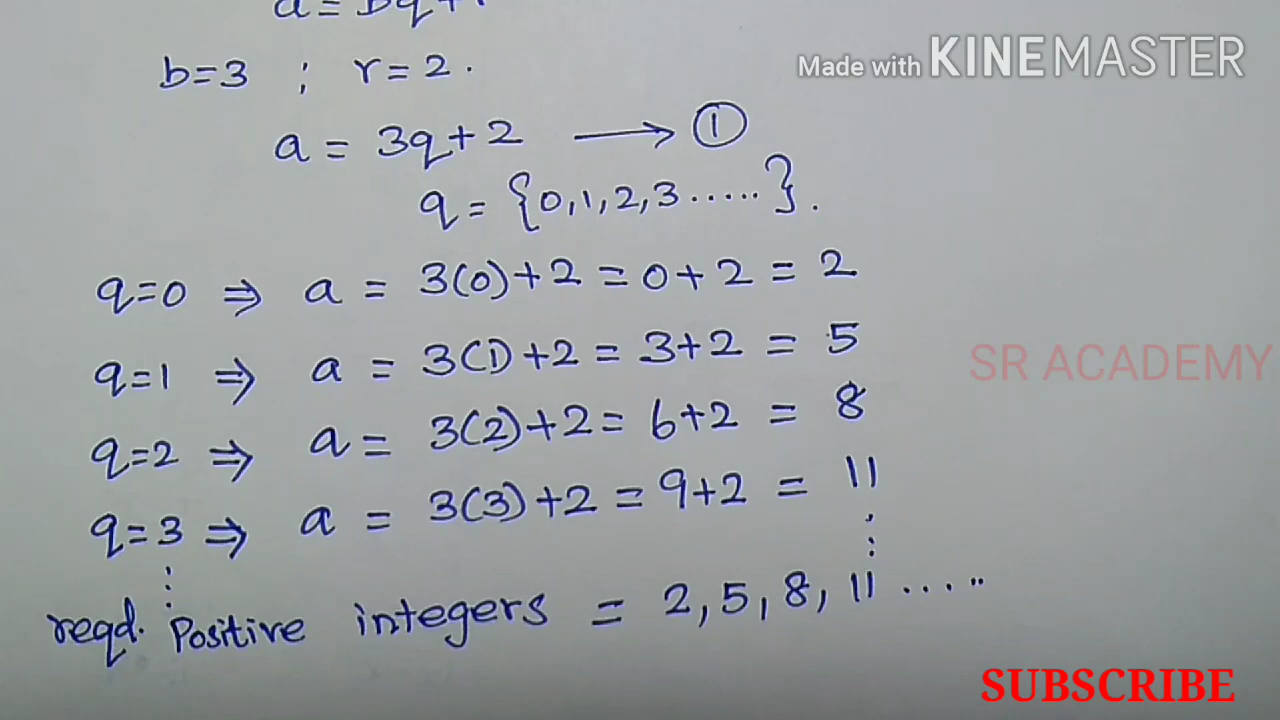 a = bq+r
Made with KINEMASTER
b=3 ; r=2.
a = 3q+2 ⟶ ①
q = {0,1,2,3.....}.
q=0 ⇒ a = 3(0)+2 = 0+2 = 2
q=1 ⇒ a = 3(1)+2 = 3+2 = 5
SR ACADEMY
q=2 ⇒ a = 3(2)+2 = 6+2 = 8
q=3 ⇒ a = 3(3)+2 = 9+2 = 11
reqd. Positive integers = 2, 5, 8, 11 ......
SUBSCRIBE